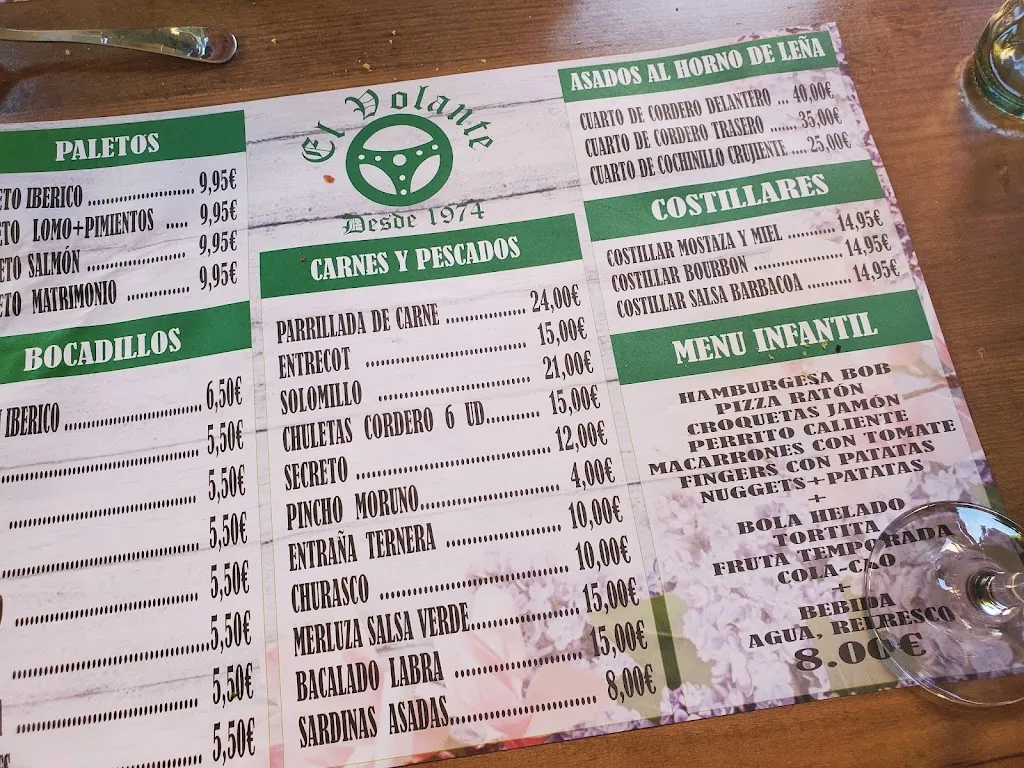 PALETOS
ETO IBERICO ........ 9,95€
ETO LOMO+PIMIENTOS ..... 9,95€
ETO SALMÓN ........ 9,95€
ETO MATRIMONIO ........ 9,95€
BOCADILLOS
IBERICO ........ 6,50€
........ 5,50€
........ 5,50€
........ 5,50€
........ 5,50€
........ 5,50€
........ 5,50€
........ 5,50€
El Volante
Desde 1974
CARNES Y PESCADOS
PARRILLADA DE CARNE ........ 24,00€
ENTRECOT ........ 15,00€
SOLOMILLO ........ 21,00€
CHULETAS CORDERO 6 UD........ 15,00€
SECRETO ........ 12,00€
PINCHO MORUNO........ 4,00€
ENTRAÑA TERNERA ........ 10,00€
CHURASCO ........ 10,00€
MERLUZA SALSA VERDE........ 15,00€
BACALADO LABRA ........ 15,00€
SARDINAS ASADAS........ 8,00€
ASADOS AL HORNO DE LEÑA
CUARTO DE CORDERO DELANTERO ... 40,00€
CUARTO DE CORDERO TRASERO ....... 35,00€
CUARTO DE COCHINILLO CRUJIENTE .... 25,00€
COSTILLARES
COSTILLAR MOSTAZA Y MIEL .......... 14,95€
COSTILLAR BOURBON ........ 14,95€
COSTILLAR SALSA BARBACOA .......... 14,95€
MENU INFANTIL
HAMBURGESA BOB
PIZZA RATÓN
CROQUETAS JAMÓN
PERRITO CALIENTE
MACARRONES CON TOMATE
FINGERS CON PATATAS
NUGGETS+PATATAS
+
BOLA HELADO
TORTITA
FRUTA TEMPORADA
COLA-CAO
+
BEBIDA
AGUA, REFRESCO
8.00€